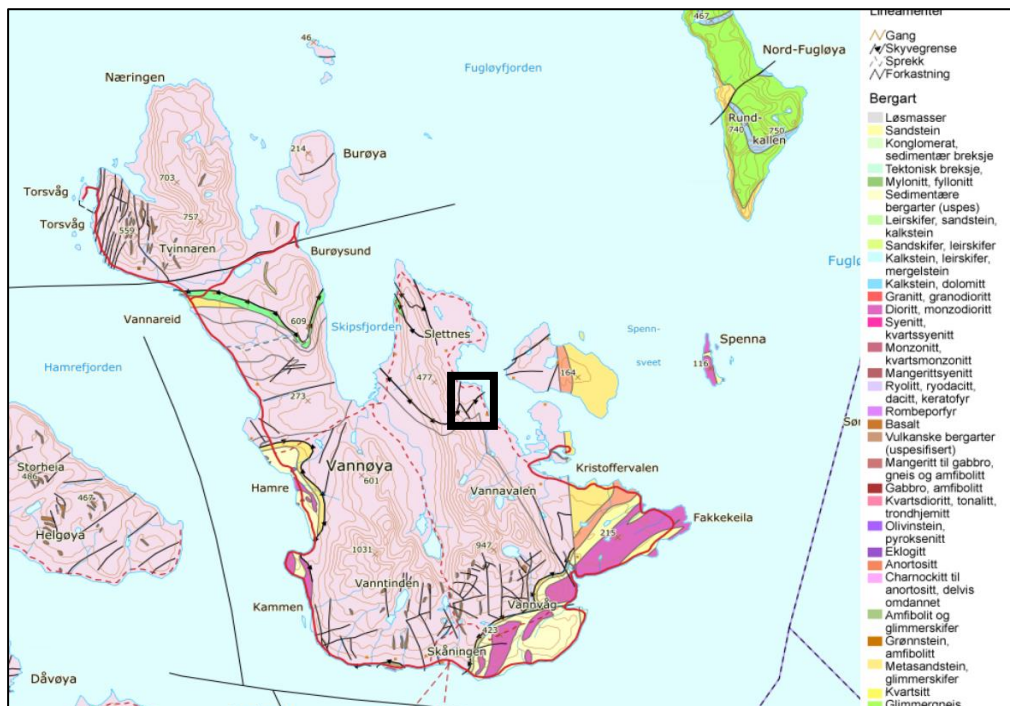 467
Lineamenter
46
Fugløyfjorden
Nord-Fugløya
Gang
Skyvegrense
Sprekk
Forkastning
Næringen
Bergart
Rund-
740
750
kallen
Løsmasser
Sandstein
Konglomerat,
sedimentær breksje
Tektonisk breksje,
Mylonitt, fyllonitt
Sedimentære
bergarter (uspes)
Leirskifer, sandstein,
kalkstein
Sandskifer, leirskifer
Kalkstein, leirskifer,
mergelstein
Kalkstein, dolomitt
Granitt, granodioritt
Dioritt, monzodioritt
Syenitt,
kvartssyenitt
Monzonitt,
kvartsmonzonitt
Mangerittsyenitt
Ryolitt, ryodacitt,
dacitt, keratofyr
Rombeporfyr
Basalt
Vulkanske bergarter
(uspesifisert)
Mangeritt til gabbro,
gneis og amfibolitt
Gabbro, amfibolitt
Kvartsdioritt, tonalitt,
trondhjemitt
Olivinstein,
pyroksenitt
Eklogitt
Anortositt
Charnockitt til
anortositt, delvis
omdannet
Amfibolit og
glimmerskifer
Grønnstein,
amfibolitt
Metasandstein,
glimmerskifer
Kvartsitt
Glimmergneis
214
Burøya
703
Torsvåg
Torsvåg
757
559
Tvinnaren
Burøysund
Fuglø
Vannareid
609
Skipsfjorden
Slettnes
Spenn-
sveet
Spenna
116
Hamrefjorden
477
164
273
Sør
Storheia
486
467
Helgøya
Vannøya
601
Hamre
Kristoffervalen
Vannavalen
Fakkekeila
215
1031
947
Vanntinden
Kammen
Vannvåg
423
Skåningen
Dåvøya